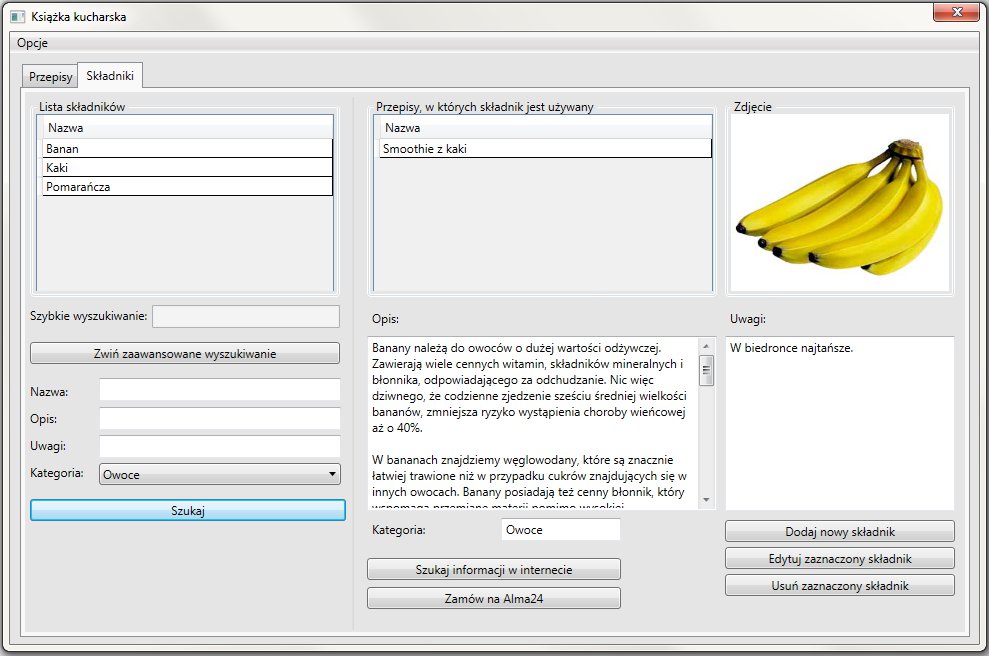 Książka kucharska
Opcje
Przepisy
Składniki
Lista składników
Nazwa
Banan
Kaki
Pomarańcza
Szybkie wyszukiwanie:
Zwiń zaawansowane wyszukiwanie
Nazwa:
Opis:
Uwagi:
Kategoria:
Owoce
Szukaj
Przepisy, w których składnik jest używany
Nazwa
Smoothie z kaki
Opis:
Banany należą do owoców o dużej wartości odżywczej.
Zawierają wiele cennych witamin, składników mineralnych i
błonnika, odpowiadającego za odchudzanie. Nic więc
dziwnego, że codzienne zjedzenie sześciu średniej wielkości
bananów, zmniejsza ryzyko wystąpienia choroby wieńcowej
aż o 40%.
W bananach znajdziemy węglowodany, które są znacznie
łatwiej trawione niż w przypadku cukrów znajdujących się w
innych owocach. Banany posiadają też cenny błonnik, który
wspomaga przemianę materii pomimo wysokiej
Kategoria:
Owoce
Szukaj informacji w internecie
Zamów na Alma24
Zdjęcie
Uwagi:
W biedronce najtańsze.
Dodaj nowy składnik
Edytuj zaznaczony składnik
Usuń zaznaczony składnik